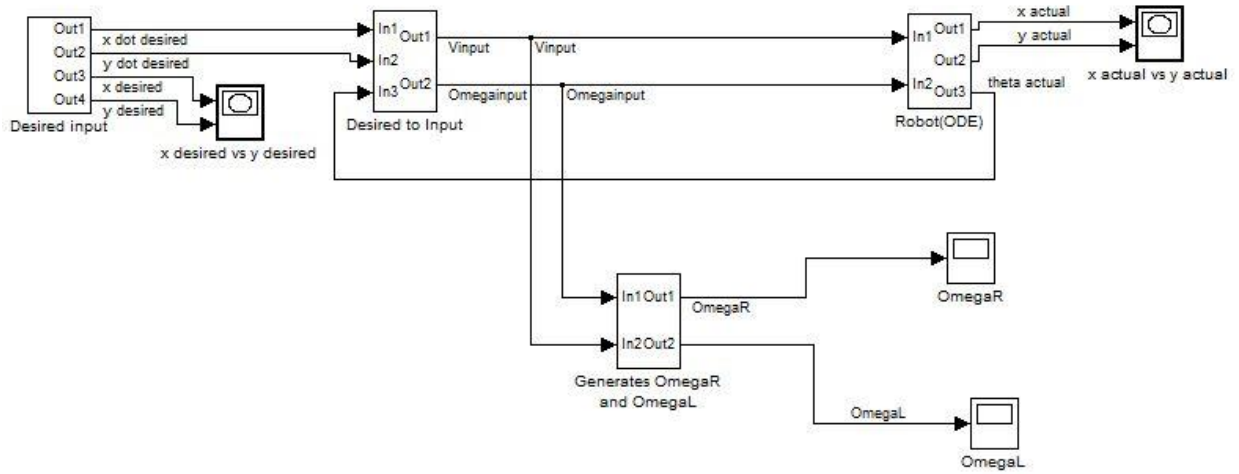 Out1
x dot desired
Out2
y dot desired
Out3
x desired
Out4
y desired
Desired input
x desired vs y desired
In1
Out1
In2
In3
Out2
Desired to Input
Vinput
Vinput
Omegainput
Omegainput
In1
Out1
Out2
In2
Out3
Robot(ODE)
x actual
y actual
theta actual
x actual vs y actual
In1
Out1
In2
Out2
Generates OmegaR
and OmegaL
OmegaR
OmegaR
OmegaL
OmegaL